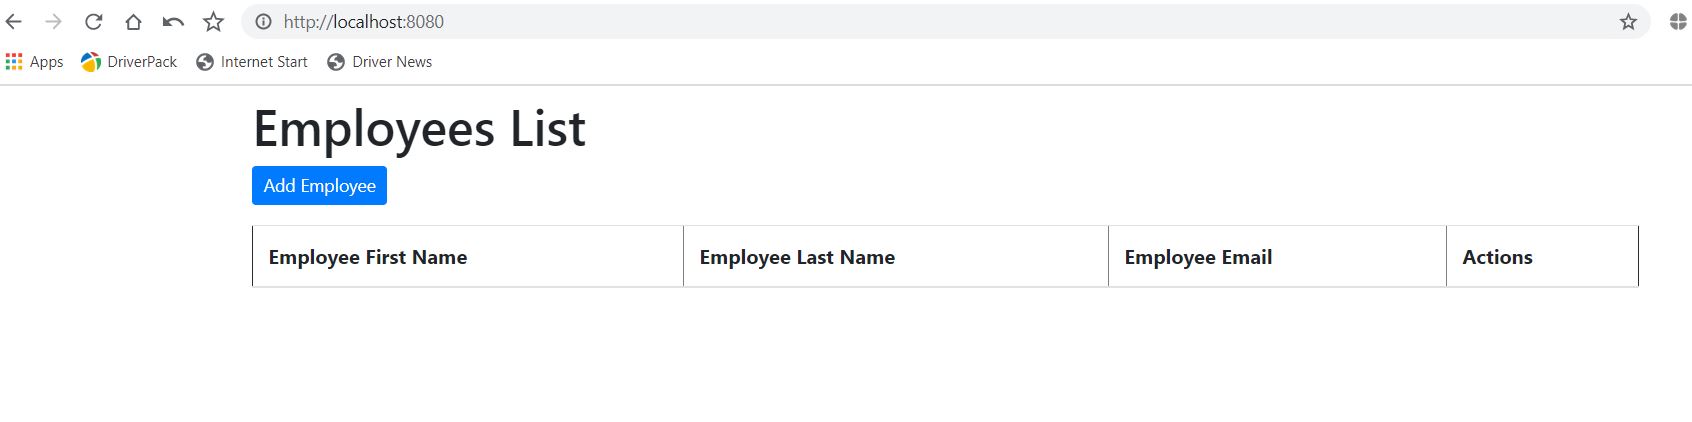 http://localhost:8080
Apps DriverPack Internet Start Driver News
Employees List
Add Employee
Employee First Name Employee Last Name Employee Email Actions